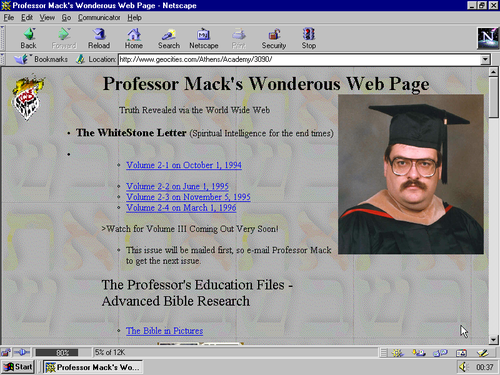 Professor Mack's Wonderous Web Page - Netscape
File Edit View Go Communicator Help
Back Forward Reload Home Search Netscape Print Security Stop
Bookmarks Location: http://www.geocities.com/Athens/Academy/3090/
Professor Mack's Wonderous Web Page
Truth Revealed via the World Wide Web
The WhiteStone Letter (Spiritual Intelligence for the end times)
Volume 2-1 on October 1, 1994
Volume 2-2 on June 1, 1995
Volume 2-3 on November 5, 1995
Volume 2-4 on March 1, 1996
>Watch for Volume III Coming Out Very Soon!
This issue will be mailed first, so e-mail Professor Mack
to get the next issue.
The Professor's Education Files -
Advanced Bible Research
The Bible in Pictures
80% 5% of 12K
Start Professor Mack's Wo... 00:37